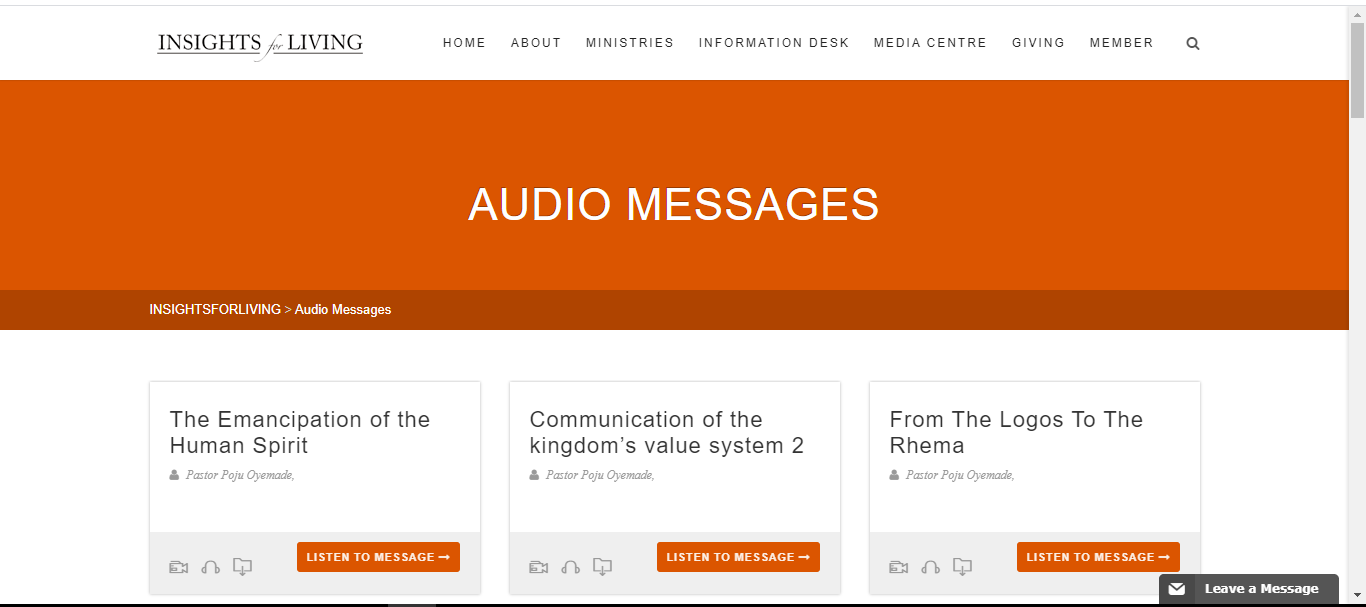 INSIGHTS for LIVING
HOME ABOUT MINISTRIES INFORMATION DESK MEDIA CENTRE GIVING MEMBER
AUDIO MESSAGES
INSIGHTSFORLIVING > Audio Messages
The Emancipation of the
Human Spirit
Pastor Poju Oyemade,
LISTEN TO MESSAGE →
Communication of the
kingdom’s value system 2
Pastor Poju Oyemade,
LISTEN TO MESSAGE →
From The Logos To The
Rhema
Pastor Poju Oyemade,
LISTEN TO MESSAGE →
Leave a Message